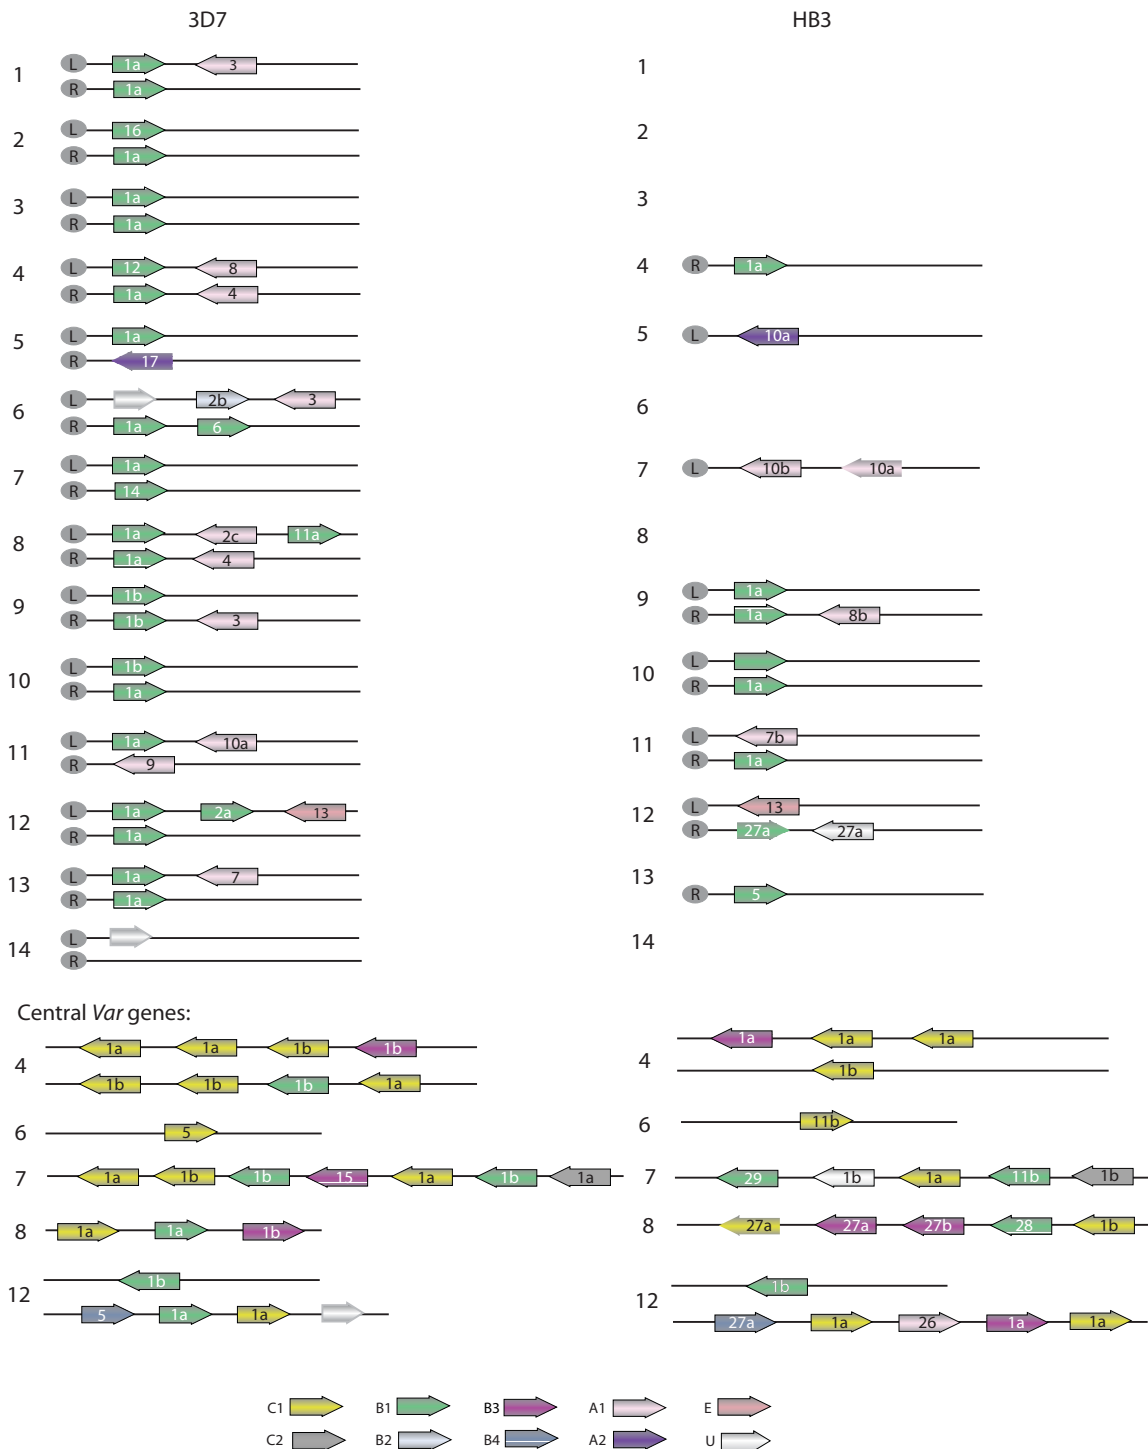 3D7 HB3
1 L 1a 3 1
R 1a
2 L 16 2
R 1a
3 L 1a 3
R 1a
4 L 12 8 4 R 1a
R 1a 4
5 L 1a 5 L 10a
R 17
6 L 2b 3 6
R 1a 6
7 L 1a 7 L 10b 10a
R 14
8 L 1a 2c 11a 8
R 1a 4
9 L 1b 9 L 1a
R 1b 3 R 1a 8b
10 L 1b 10 L
R 1a R 1a
11 L 1a 10a 11 L 7b
R 9 R 1a
12 L 1a 2a 13 12 L 13
R 1a R 27a 27a
13 L 1a 7 13
R 1a R 5
14 L 14
R
Central Var genes:
4 1a 1a 1b 1b 4 1a 1a 1a
1b 1b 1b 1a 1b
6 5 6 11b
7 1a 1b 1b 15 1a 1b 1a 7 29 1b 1a 11b 1b
8 1a 1a 1b 8 27a 27a 27b 28 1b
12 1b 12 1b
5 1a 1a 27a 1a 26 1a 1a
C1 B1 B3 A1 E
C2 B2 B4 A2 U